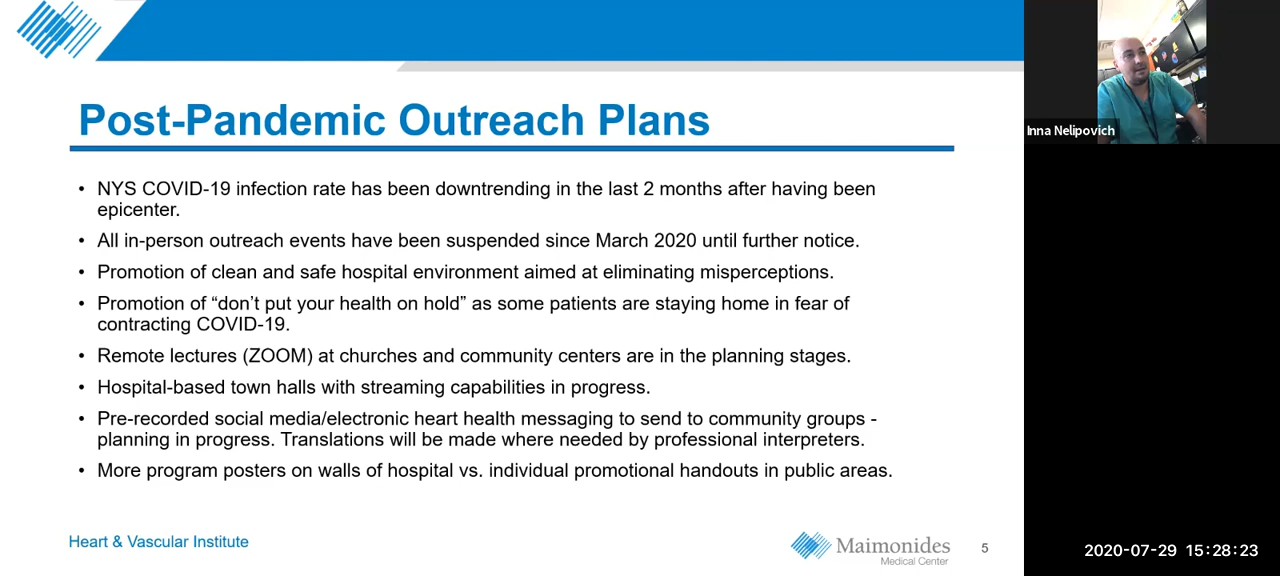 Post-Pandemic Outreach Plans
• NYS COVID-19 infection rate has been downtrending in the last 2 months after having been
epicenter.
• All in-person outreach events have been suspended since March 2020 until further notice.
• Promotion of clean and safe hospital environment aimed at eliminating misperceptions.
• Promotion of “don’t put your health on hold” as some patients are staying home in fear of
contracting COVID-19.
• Remote lectures (ZOOM) at churches and community centers are in the planning stages.
• Hospital-based town halls with streaming capabilities in progress.
• Pre-recorded social media/electronic heart health messaging to send to community groups -
planning in progress. Translations will be made where needed by professional interpreters.
• More program posters on walls of hospital vs. individual promotional handouts in public areas.
Heart & Vascular Institute
Maimonides
Medical Center
5
Inna Nelipovich
2020-07-29 15:28:23